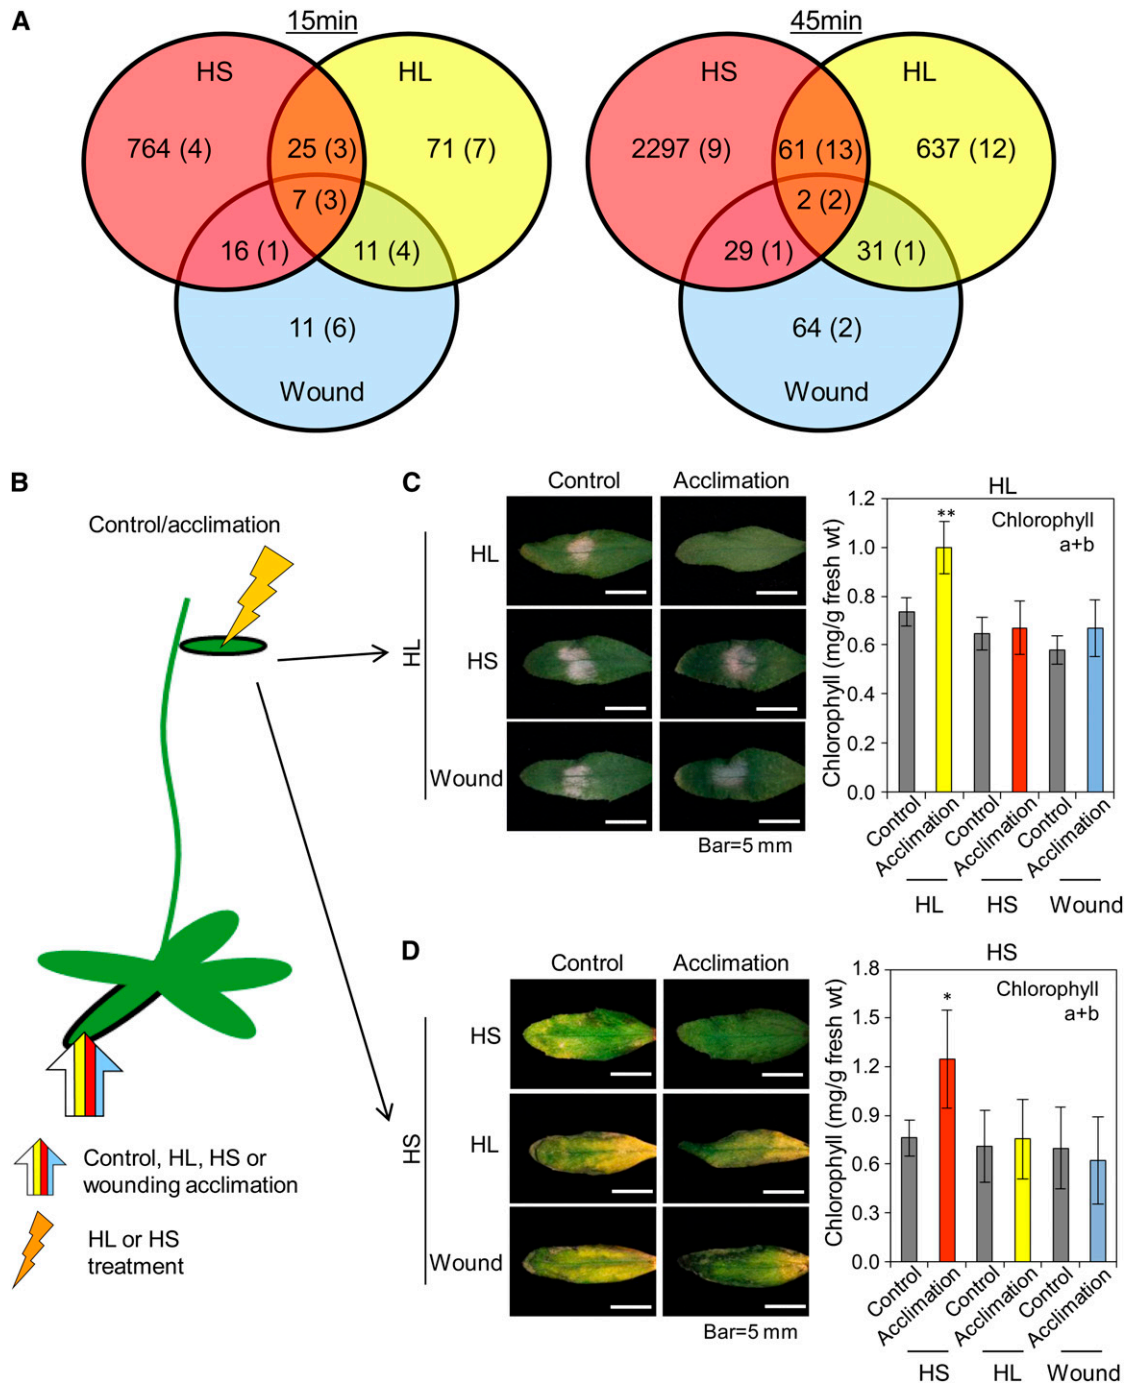 A
15min
45min
HS
HL
764 (4)
25 (3)
71 (7)
7 (3)
16 (1)
11 (4)
11 (6)
Wound
HS
HL
2297 (9)
61 (13)
637 (12)
2 (2)
29 (1)
31 (1)
64 (2)
Wound
B
Control/acclimation
Control, HL, HS or
wounding acclimation
HL or HS
treatment
C
Control
Acclimation
HL
HL
HS
Wound
Bar=5 mm
HL
Chlorophyll
a+b
**
Chlorophyll (mg/g fresh wt)
1.2
1.0
0.8
0.6
0.4
0.2
0.0
Control
Acclimation
Control
Acclimation
Control
Acclimation
HL
HS
Wound
D
Control
Acclimation
HS
HS
HL
Wound
Bar=5 mm
HS
Chlorophyll
a+b
*
Chlorophyll (mg/g fresh wt)
1.8
1.5
1.2
0.9
0.6
0.3
0.0
Control
Acclimation
Control
Acclimation
Control
Acclimation
HS
HL
Wound